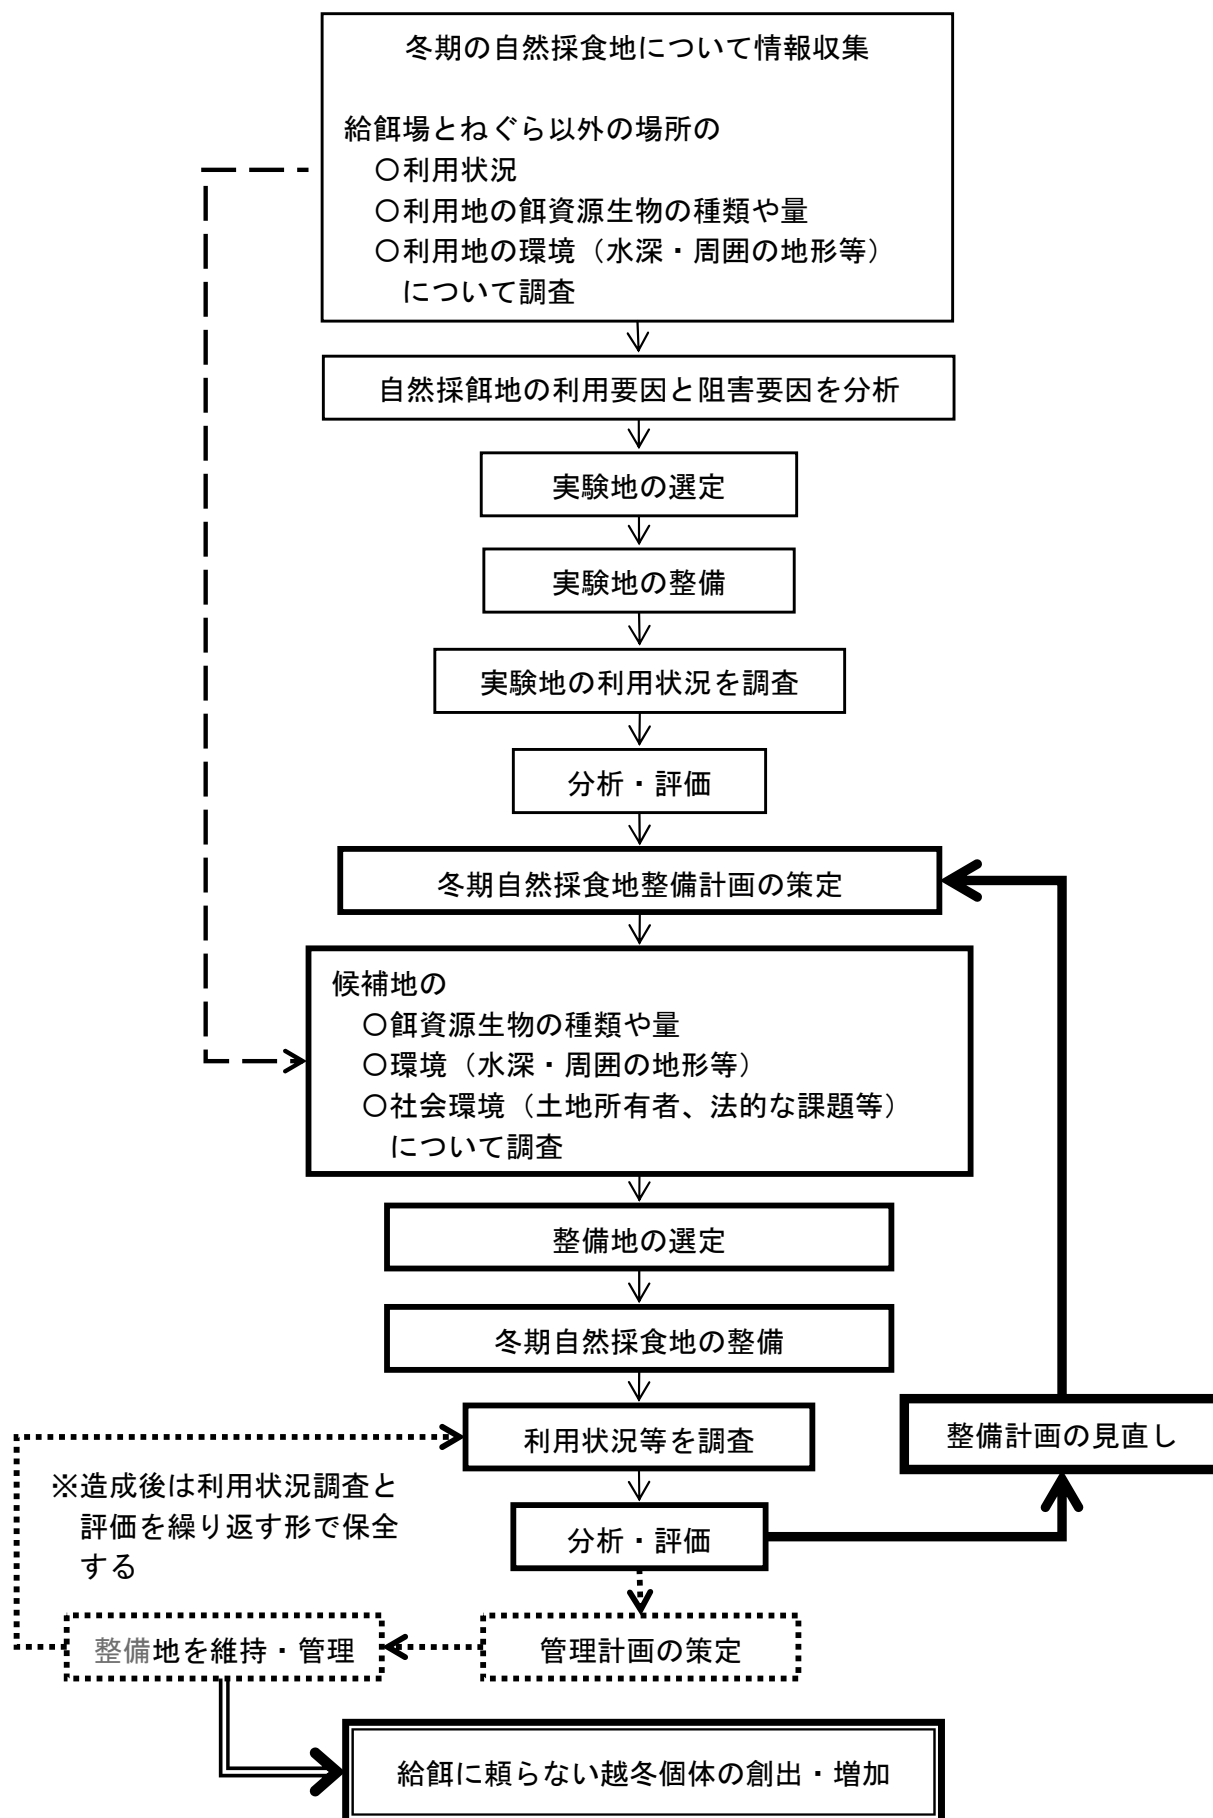 冬期の自然採食地について情報収集
給餌場とねぐら以外の場所の
○利用状況
○利用地の餌資源生物の種類や量
○利用地の環境（水深・周囲の地形等）
について調査
自然採餌地の利用要因と阻害要因を分析
実験地の選定
実験地の整備
実験地の利用状況を調査
分析・評価
冬期自然採食地整備計画の策定
候補地の
○餌資源生物の種類や量
○環境（水深・周囲の地形等）
○社会環境（土地所有者、法的な課題等）
について調査
整備地の選定
冬期自然採食地の整備
利用状況等を調査
整備計画の見直し
※造成後は利用状況調査と
評価を繰り返す形で保全
する
分析・評価
管理計画の策定
整備地を維持・管理
給餌に頼らない越冬個体の創出・増加